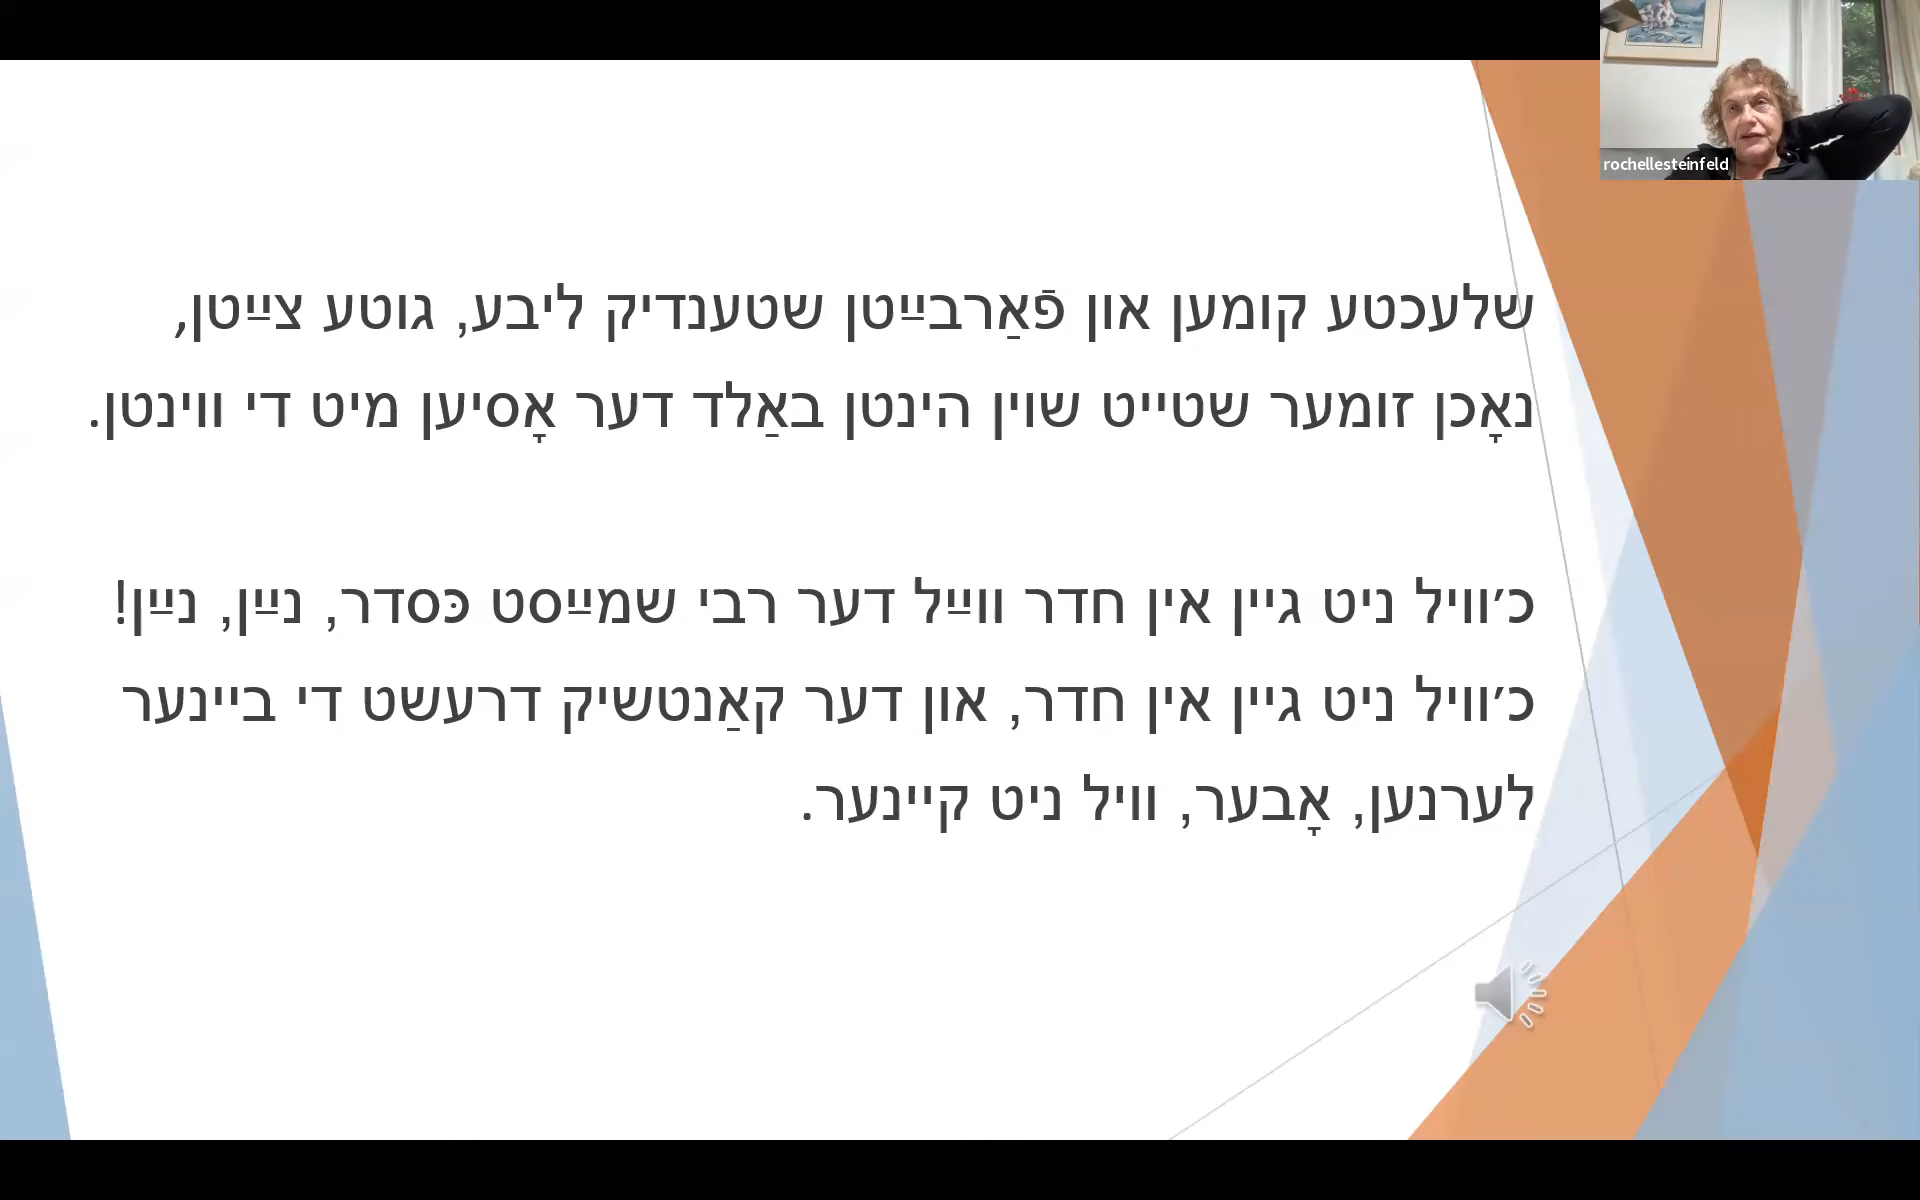 rochellesteinfeld
שלעכטע קומען און פֿאַרבײַטן שטענדיק ליבע, גוטע צײַטן,
נאָכן זומער שטייט שוין הינטן באַלד דער אָסיען מיט די ווינטן.
כ׳וויל ניט גיין אין חדר ווײַל דער רבי שמײַסט כּסדר, נײַן, נײַן!
כ׳וויל ניט גיין אין חדר, און דער קאַנטשיק דרעשט די ביינער
לערנען, אָבער, וויל ניט קיינער.